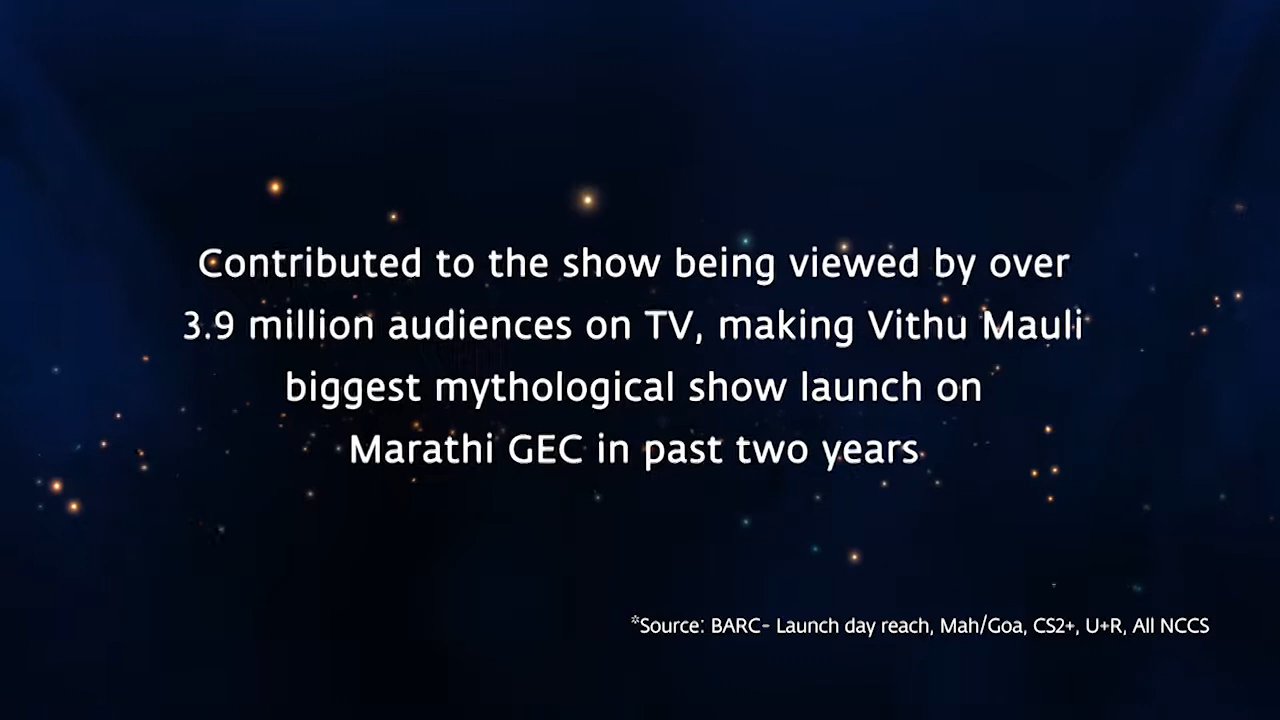 Contributed to the show being viewed by over
3.9 million audiences on TV, making Vithu Mauli
biggest mythological show launch on
Marathi GEC in past two years
*Source: BARC- Launch day reach, Mah/Goa, CS2+, U+R, All NCCS